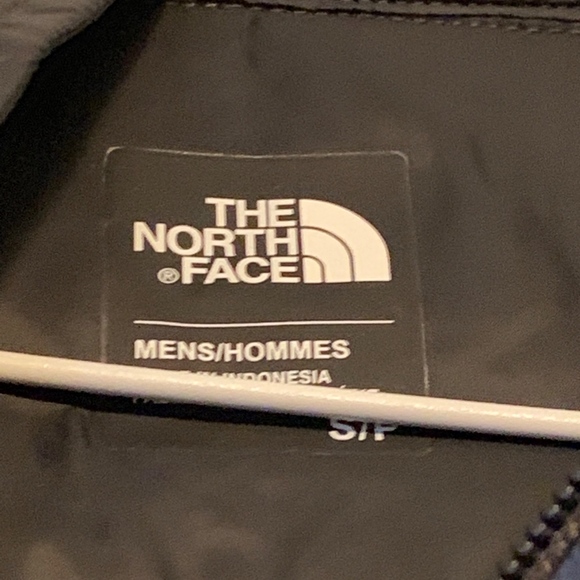 THE
NORTH
®FACE
MENS/HOMMES
INDONESIA
S/P